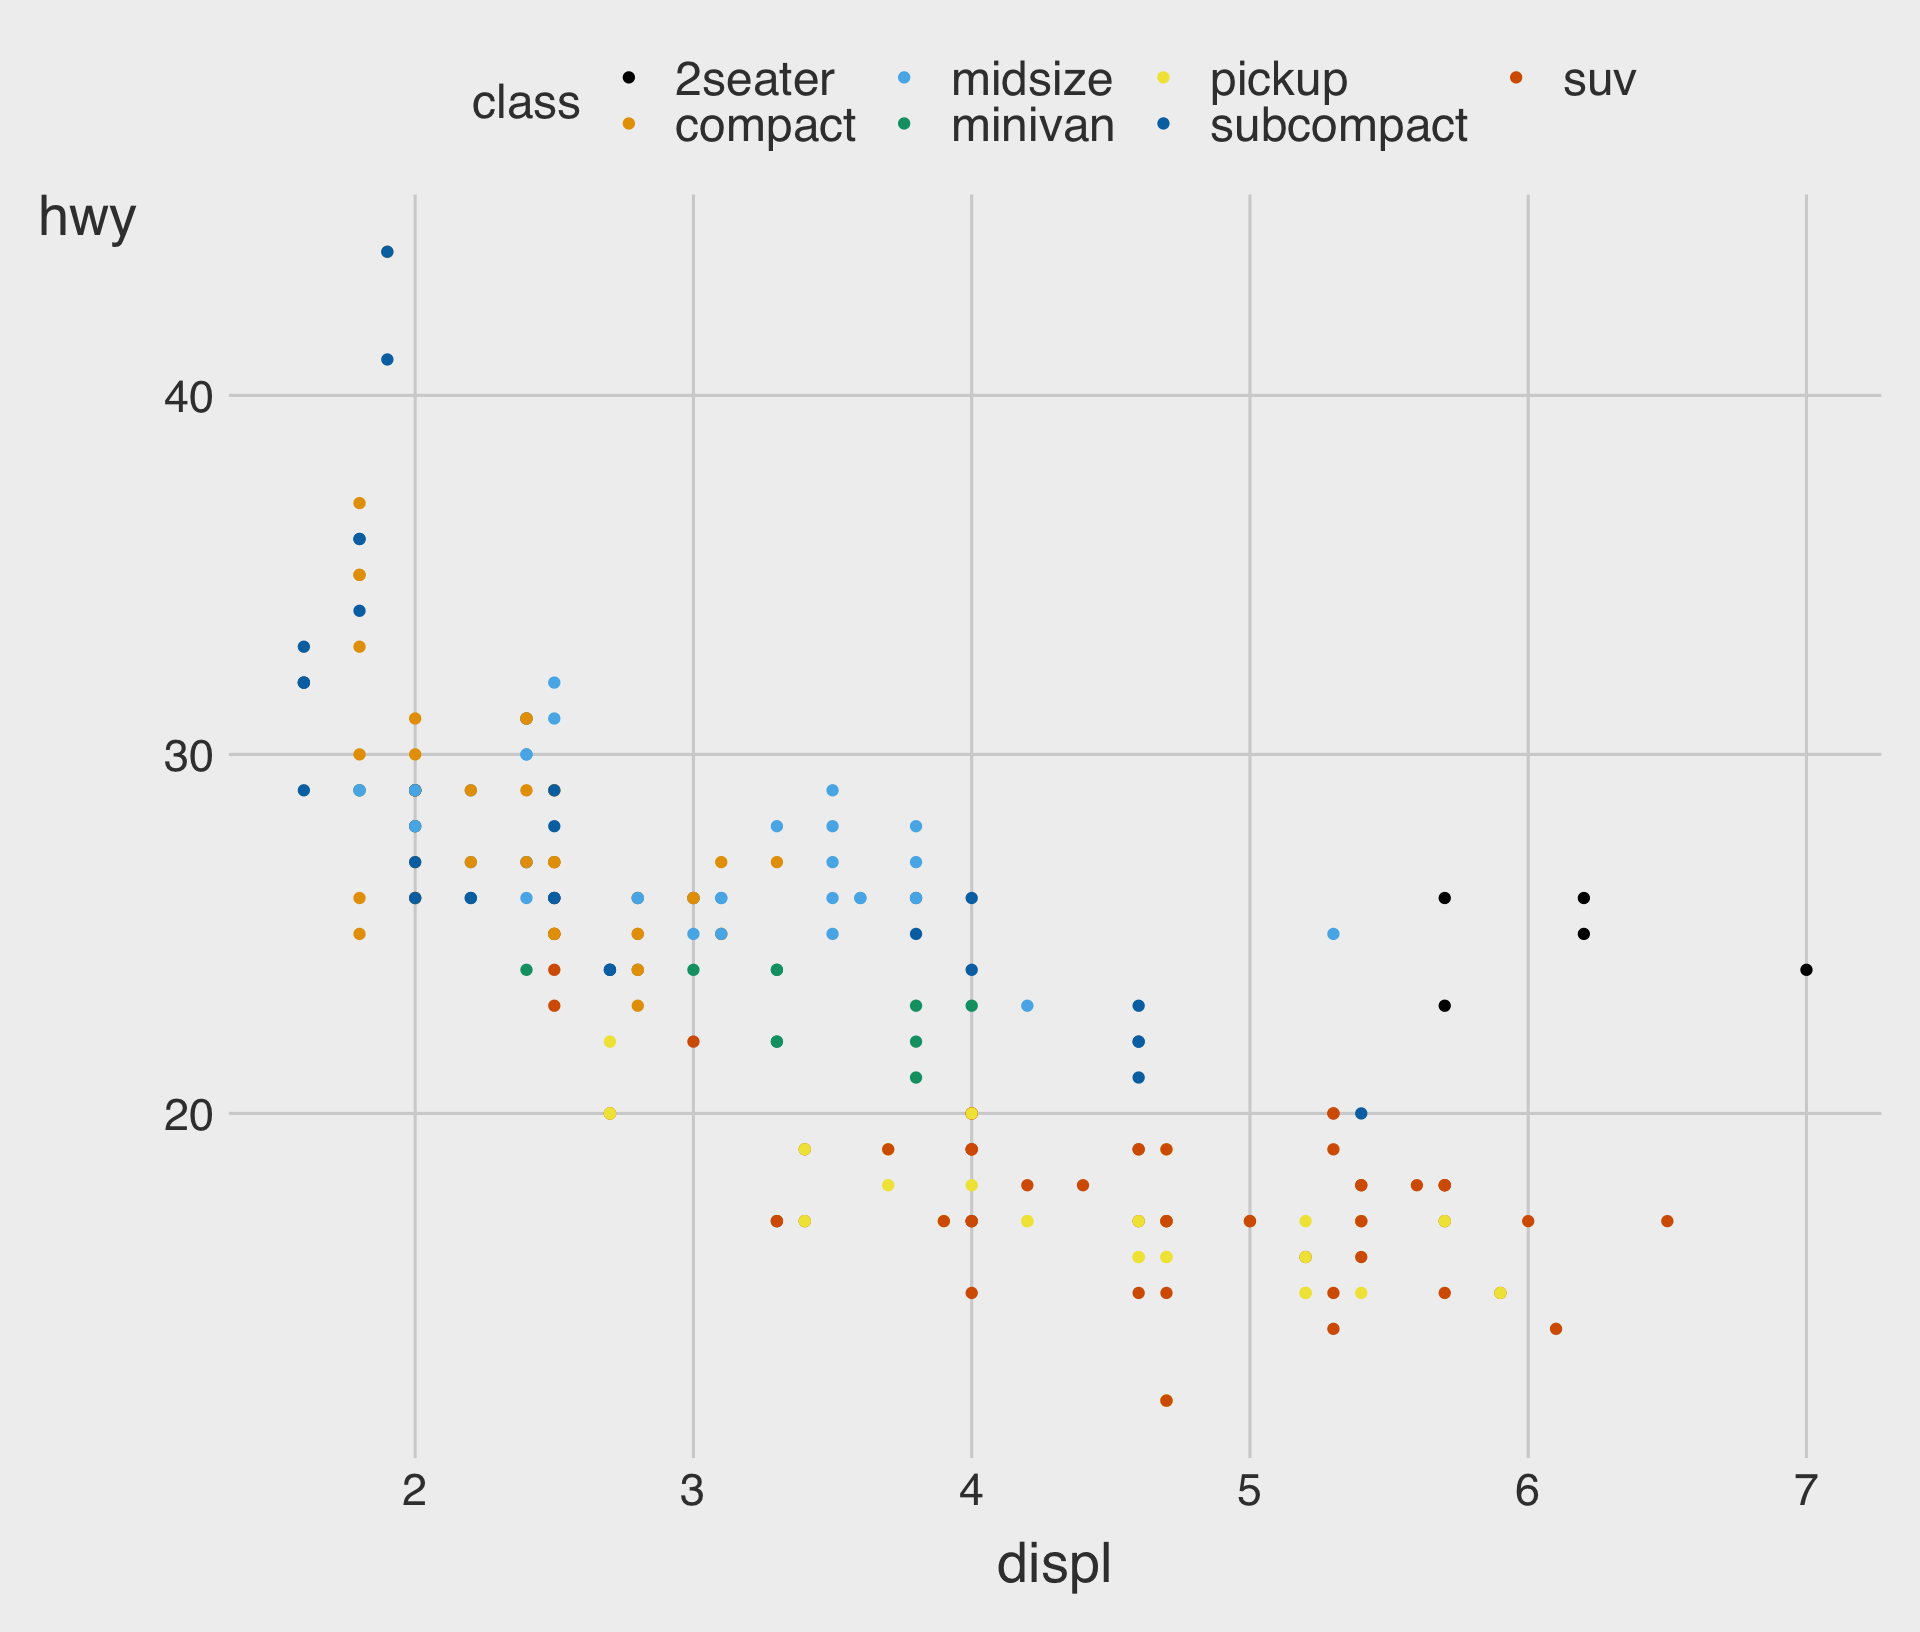 class 2seater midsize pickup suv
compact minivan subcompact
hwy
40
30
20
2 3 4 5 6 7
displ